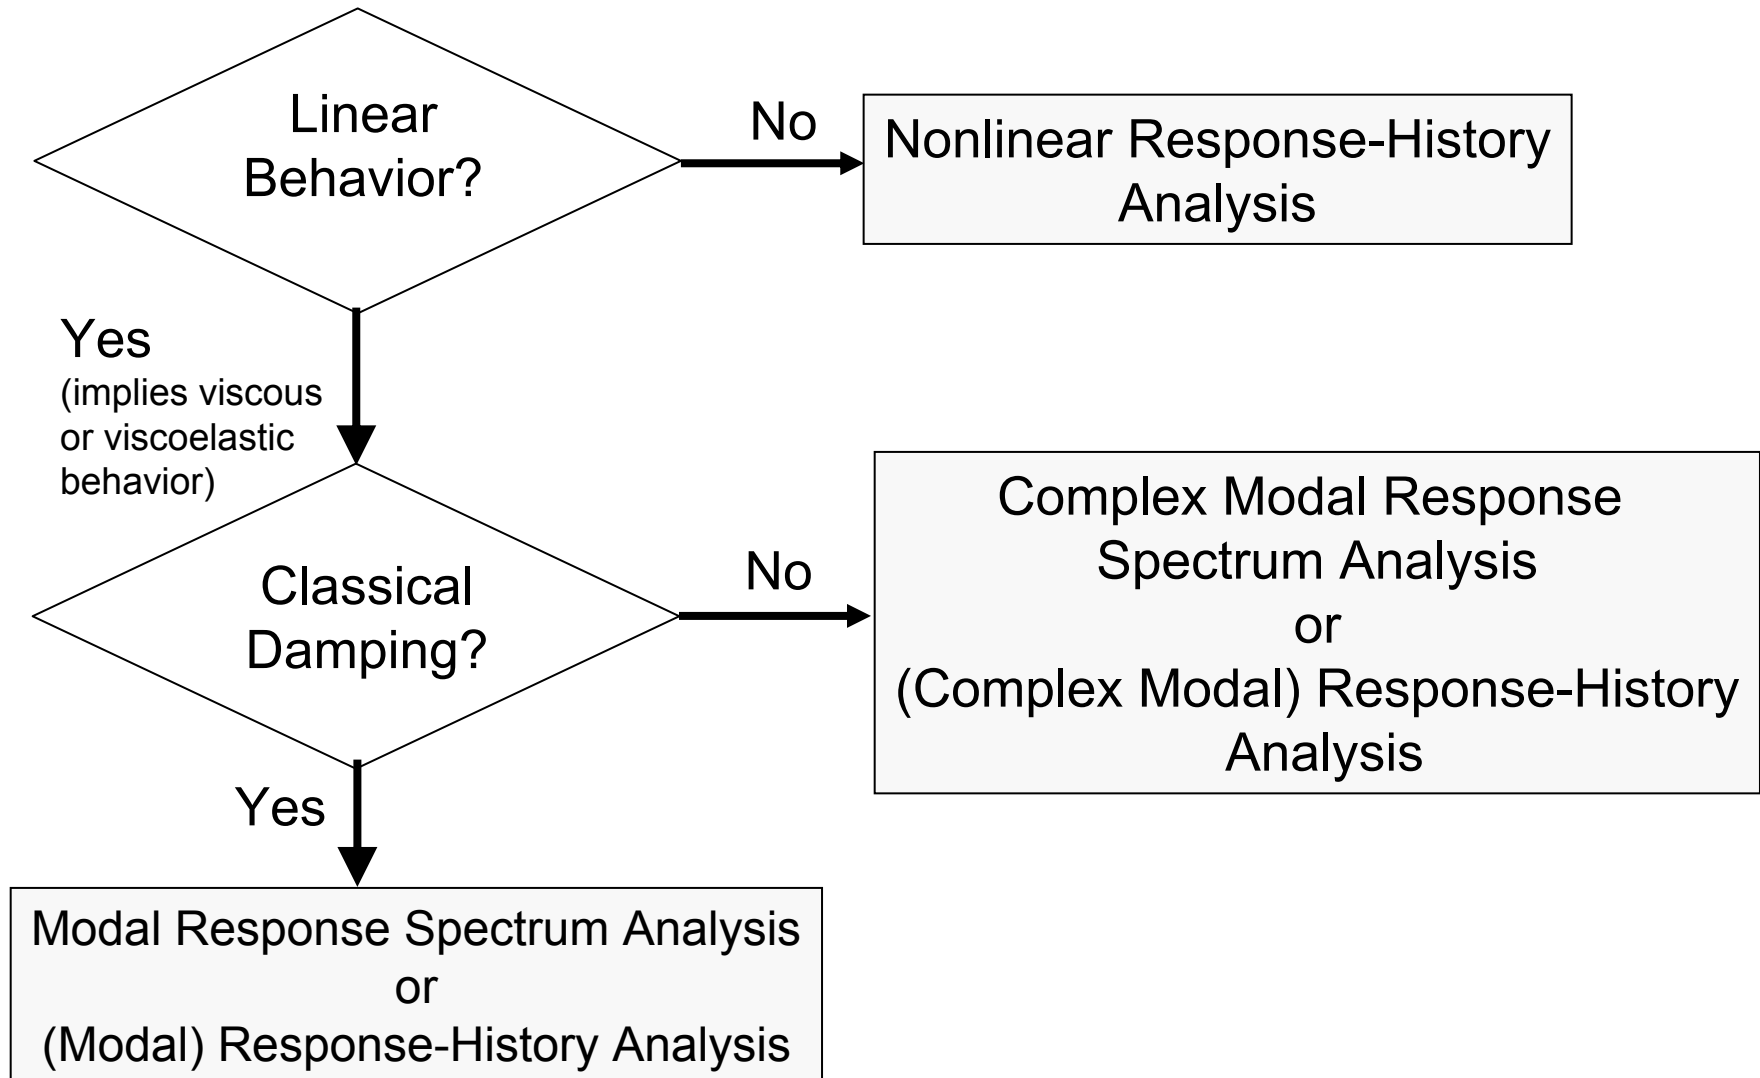 Linear
Behavior?
No
Nonlinear Response-History
Analysis
Yes
(implies viscous
or viscoelastic
behavior)
Classical
Damping?
No
Complex Modal Response
Spectrum Analysis
or
(Complex Modal) Response-History
Analysis
Yes
Modal Response Spectrum Analysis
or
(Modal) Response-History Analysis